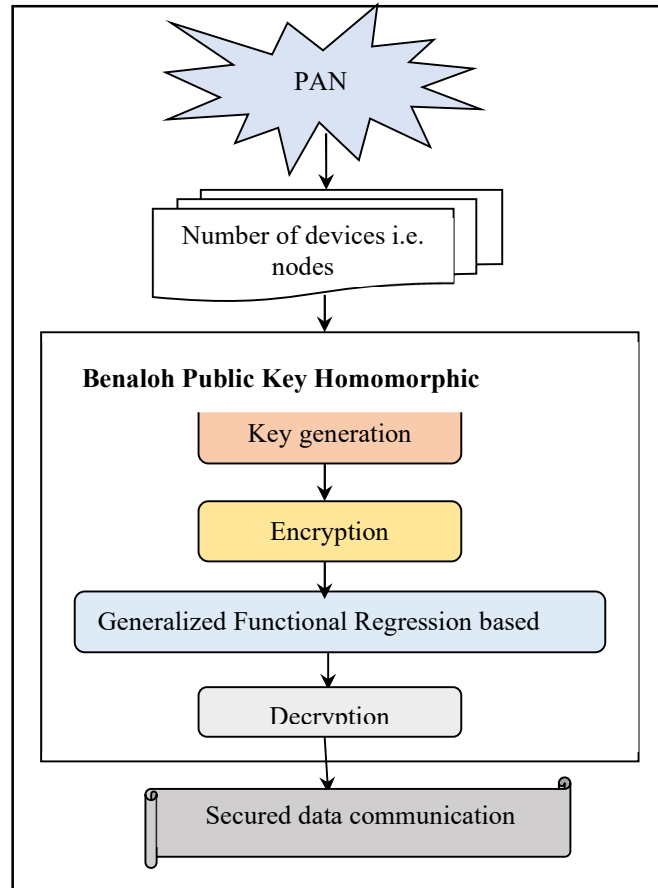 PAN
Number of devices i.e.
nodes
Benaloh Public Key Homomorphic
Key generation
Encryption
Generalized Functional Regression based
Decryption
Secured data communication